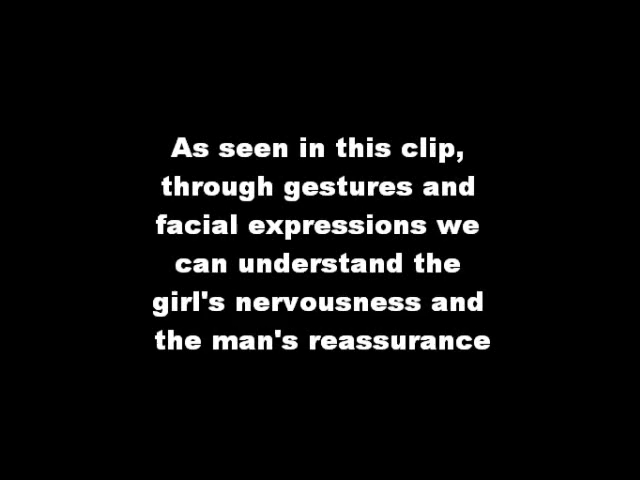 As seen in this clip,
through gestures and
facial expressions we
can understand the
girl's nervousness and
the man's reassurance